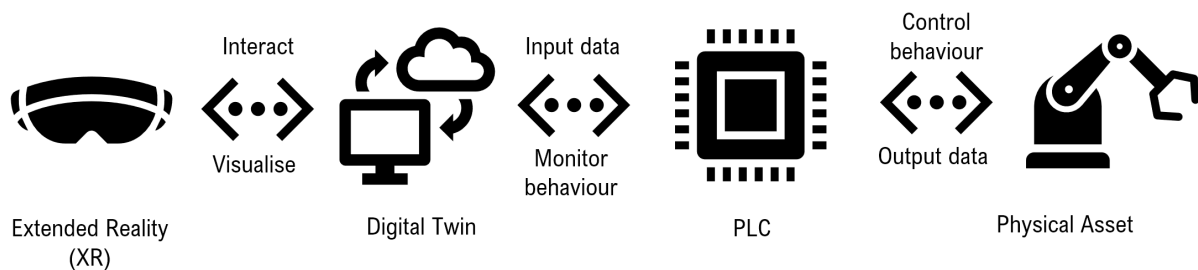 Interact
Visualise
Input data
Monitor
behaviour
Control
behaviour
Output data
Extended Reality
(XR)
Digital Twin
PLC
Physical Asset